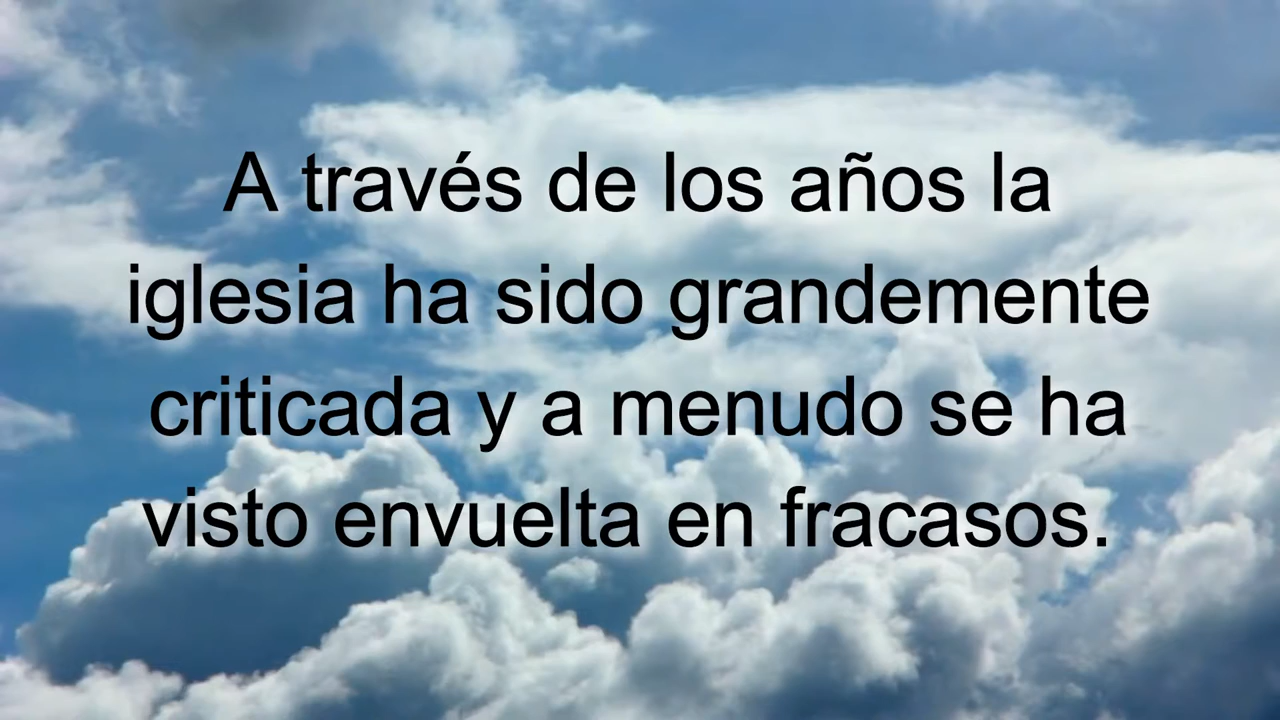 A través de los años la
iglesia ha sido grandemente
criticada y a menudo se ha
visto envuelta en fracasos.